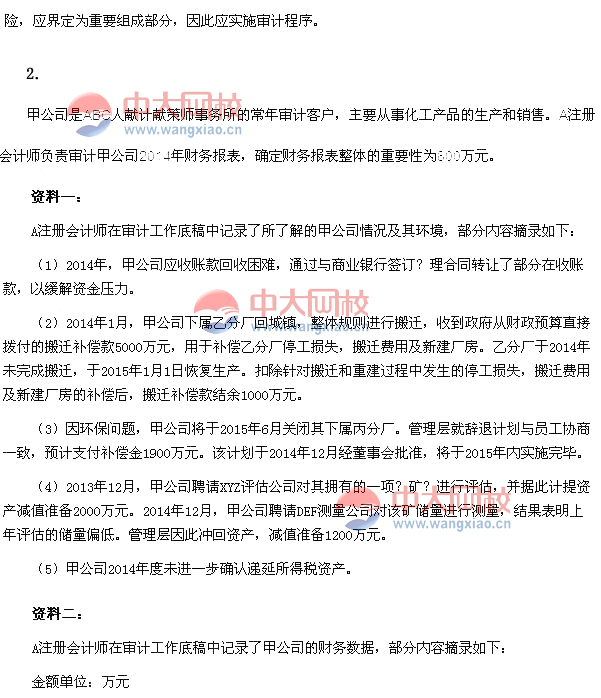 险，应界定为重要组成部分，因此应实施审计程序。
2.
中大网校
www.wangxiao.cn
甲公司是ABC人献计献策师事务所的常年审计客户，主要从事化工产品的生产和销售。A注册
会计师负责审计甲公司2014年财务报表，确定财务报表整体的重要性为800万元。
资料一：
A注册会计师在审计工作底稿中记录了所了解的甲公司情况及其环境，部分内容摘录如下：
（1）2014年，甲公司应收账款回收困难，通过与商业银行签订？理合同转让了部分在收账
款，以缓解资金压力。
中大网校
www.wangxiao.cn
（2）2014年1月，甲公司下属乙分厂因城镇，整体规则进行搬迁，收到政府从财政预算直接
拨付的搬迁补偿款5000万元，用于补偿乙分厂停工损失，搬迁费用及新建厂房。乙分厂于2014年
未完成搬迁，于2015年1月1日恢复生产。扣除针对搬迁和重建过程中发生的停工损失，搬迁费用
及新建厂房的补偿后，搬迁补偿款结余1000万元。
（3）因环保问题，甲公司将于2015年6月关闭其下属丙分厂。管理层就辞退计划与员工协商
一致，预计支付补偿金1900万元。该计划于2014年12月经董事会批准，将于2015年内实施完毕。
（4）2013年12月，甲公司聘请XYZ评估公司对其拥有的一项？矿？进行评估，并据此计提资
产减值准备2000万元。2014年12月，甲公司聘请DEF测量公司对该矿储量进行测量，结果表明上
年评估的储量偏低。管理层因此冲回资产，减值准备1200万元。
中大网校
www.wangxiao.cn
（5）甲公司2014年度未进一步确认递延所得税资产。
资料二：
A注册会计师在审计工作底稿中记录了甲公司的财务数据，部分内容摘录如下：
金额单位：万元